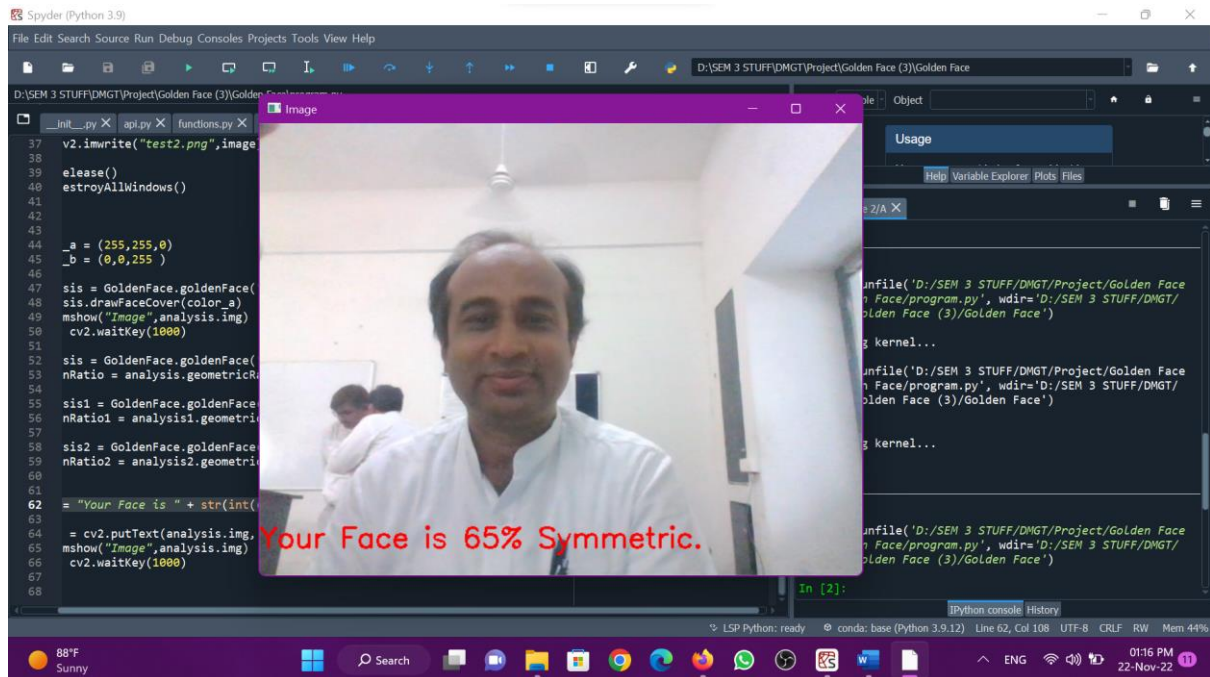 Spyder (Python 3.9)
File Edit Search Source Run Debug Consoles Projects Tools View Help
D:\SEM 3 STUFF\DMGT\Project\Golden Face (3)\Golden Face
D:\SEM 3 STUFF\DMGT\Project\Golden Face (3)\Golden
Image
Object
__init__.py
api.py
functions.py
Usage
Help
Variable Explorer
Plots
Files
2/A
37 v2.imwrite("test2.png",image
38
39 elease()
40 estroyAllWindows()
41
42
43
44 _a = (255,255,0)
45 _b = (0,0,255 )
46
47 sis = GoldenFace.goldenFace(
48 sis.drawFaceCover(color_a)
49 mshow("Image",analysis.img)
50 cv2.waitKey(1000)
51
52 sis = GoldenFace.goldenFace(
53 nRatio = analysis.geometricRa
54
55 sis1 = GoldenFace.goldenFace
56 nRatio1 = analysis1.geometri
57
58 sis2 = GoldenFace.goldenFace
59 nRatio2 = analysis2.geometri
60
61
62 = "Your Face is " + str(int(
63
64 = cv2.putText(analysis.img,
65 mshow("Image",analysis.img)
66 cv2.waitKey(1000)
67
68
Your Face is 65% Symmetric.
unfile('D:/SEM 3 STUFF/DMGT/Project/Golden Face
n Face/program.py', wdir='D:/SEM 3 STUFF/DMGT/
olden Face (3)/Golden Face')
g kernel...
unfile('D:/SEM 3 STUFF/DMGT/Project/Golden Face
n Face/program.py', wdir='D:/SEM 3 STUFF/DMGT/
olden Face (3)/Golden Face')
g kernel...
unfile('D:/SEM 3 STUFF/DMGT/Project/Golden Face
n Face/program.py', wdir='D:/SEM 3 STUFF/DMGT/
olden Face (3)/Golden Face')
In [2]:
IPython console
History
LSP Python: ready
conda: base (Python 3.9.12)
Line 62, Col 108
UTF-8
CRLF
RW
Mem 44%
88°F
Sunny
Search
ENG
01:16 PM
22-Nov-22
11